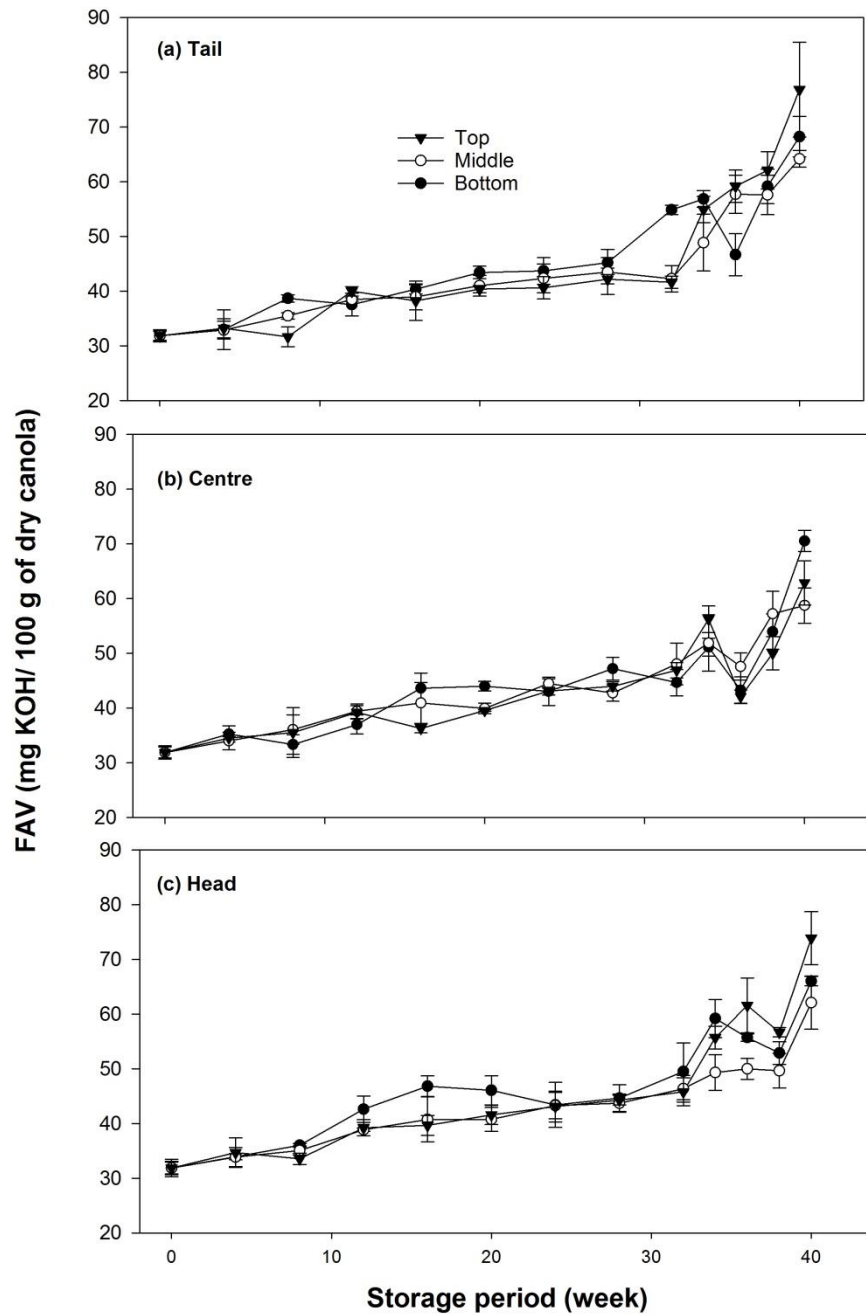 FAV (mg KOH/ 100 g of dry canola)
90
(a) Tail
80
70
60
50
40
30
20
Top
Middle
Bottom
90
(b) Centre
80
70
60
50
40
30
20
90
(c) Head
80
70
60
50
40
30
20
0 10 20 30 40
Storage period (week)